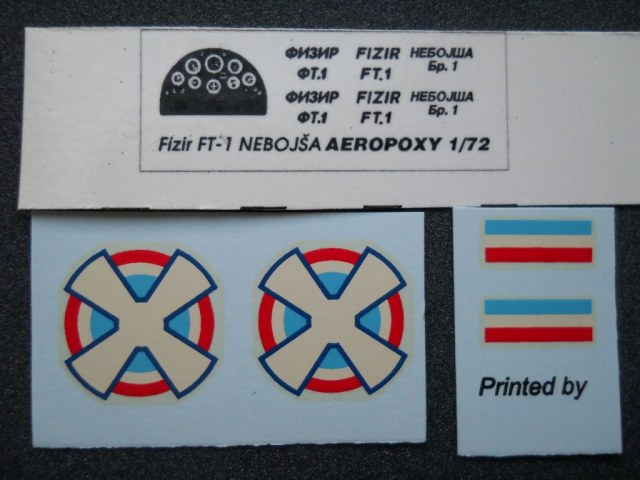 ФИЗИР FIZIR НЕБОЈША
ФТ.1 FT.1 Бр. 1
ФИЗИР FIZIR НЕБОЈША
ФТ.1 FT.1 Бр. 1
Fizir FT-1 NEBOJŠA AEROPOXY 1/72
Printed by